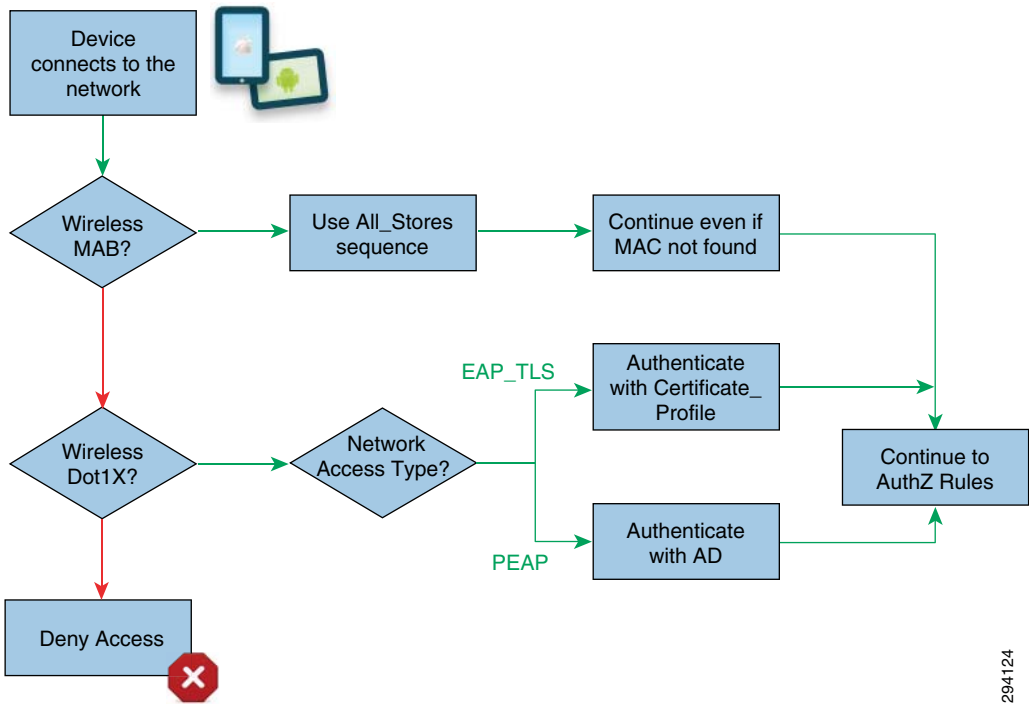 Device
connects to the
network
Wireless
MAB?
Use All_Stores
sequence
Continue even if
MAC not found
EAP_TLS
Authenticate
with Certificate_
Profile
Wireless
Dot1X?
Network
Access Type?
Continue to
AuthZ Rules
PEAP
Authenticate
with AD
Deny Access
294124